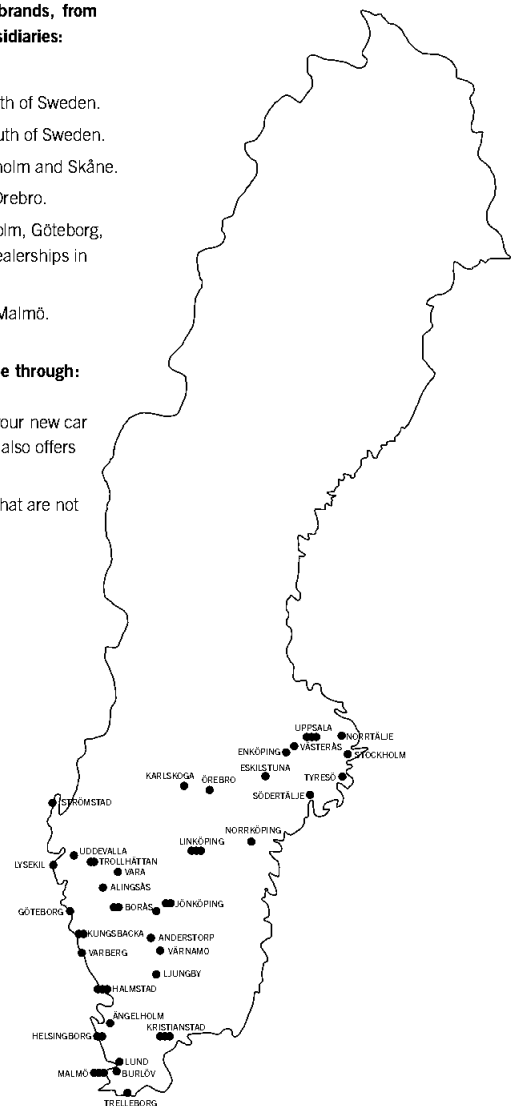 brands, from
sidiaries:
th of Sweden.
uth of Sweden.
holm and Skåne.
Örebro.
olm, Göteborg,
ealerships in
Malmö.
e through:
our new car
also offers
hat are not
UPPSALA
NORRTÄLJE
VÄSTERÅS
ENKÖPING
STOCKHOLM
ESKILSTUNA
TYRESÖ
KARLSKOGA
ÖREBRO
SÖDERTÄLJE
STRÖMSTAD
NORRKÖPING
LINKÖPING
UDDEVALLA
TROLLHÄTTAN
LYSEKIL
VARA
ALINGSÅS
JÖNKÖPING
BORÅS
GÖTEBORG
KUNGSBACKA
ANDERSTORP
VARBERG
VÄRNAMO
LJUNGBY
HALMSTAD
ÄNGELHOLM
KRISTIANSTAD
HELSINGBORG
LUND
MALMÖ
BURLÖV
TRELLEBORG